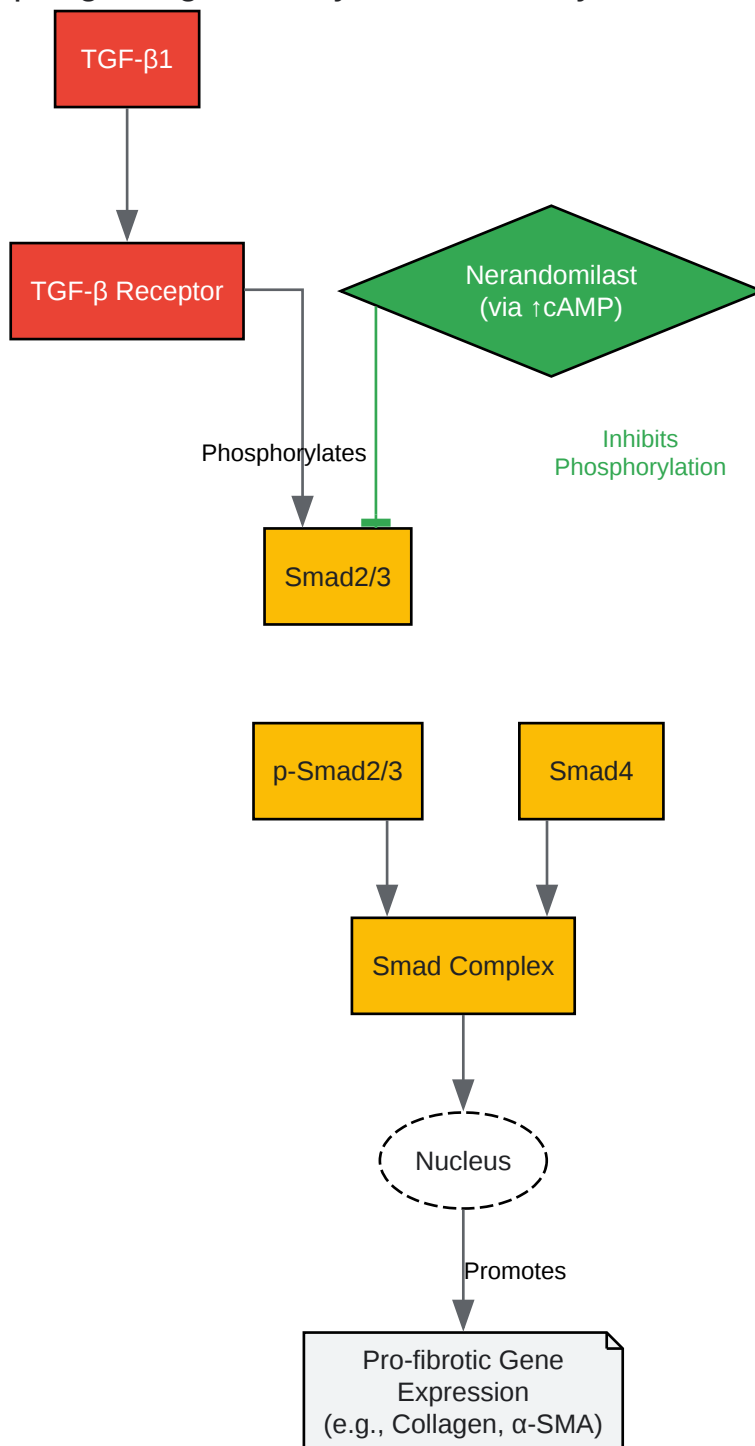 TGF-β1
TGF-β Receptor
Nerandomilast
(via ↑cAMP)
Phosphorylates
Inhibits
Phosphorylation
Smad2/3
p-Smad2/3
Smad4
Smad Complex
Nucleus
Promotes
Pro-fibrotic Gene
Expression
(e.g., Collagen, α-SMA)